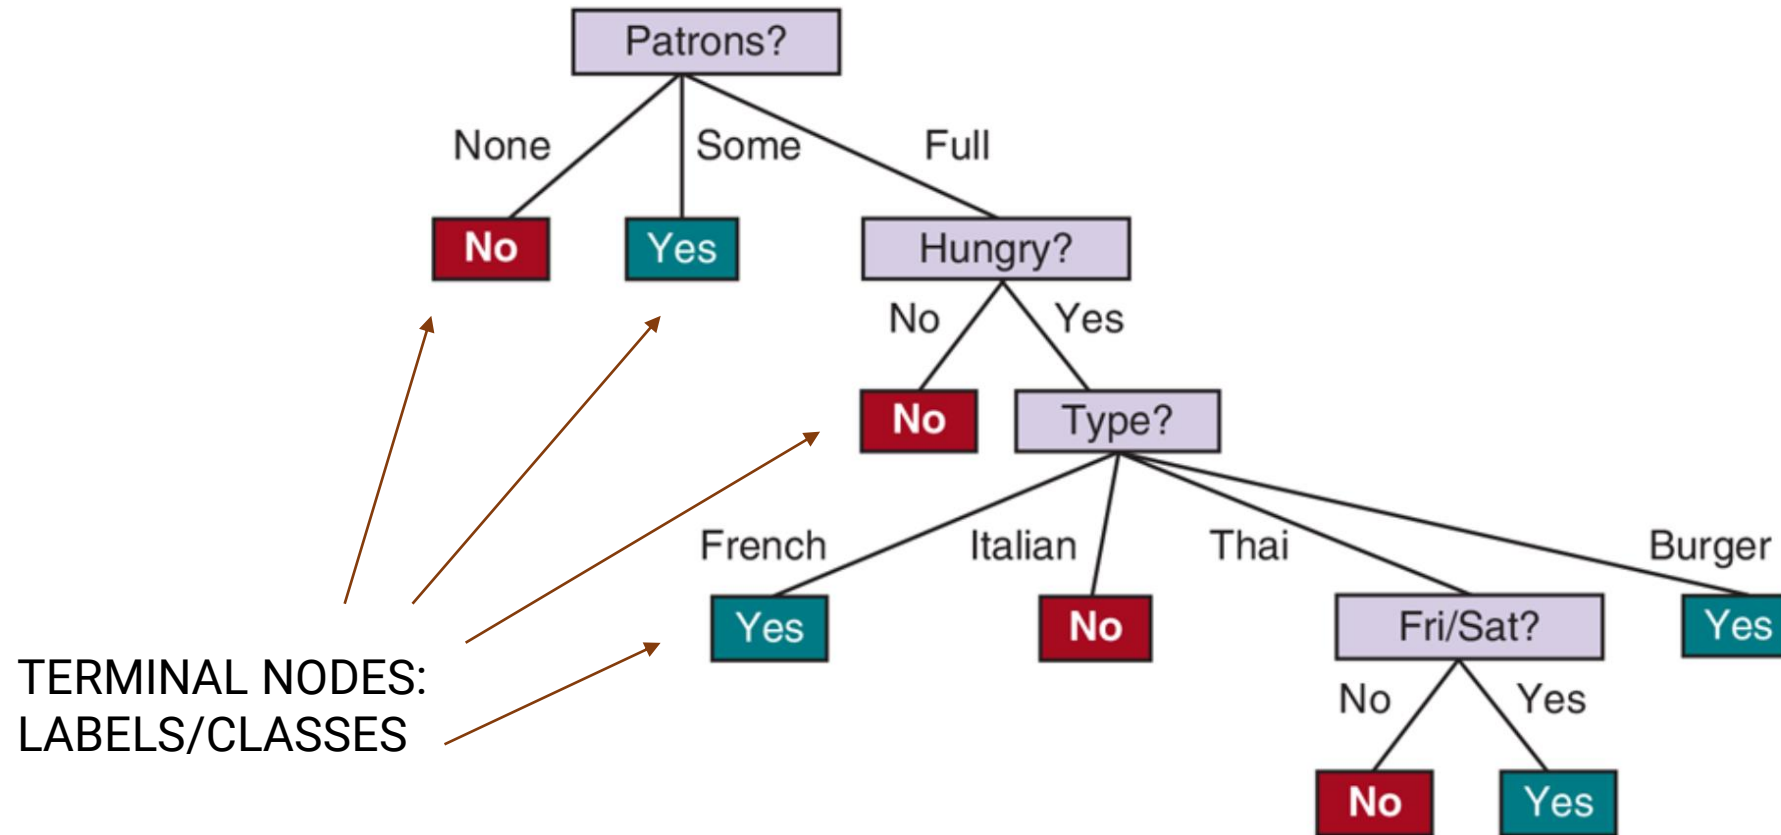 Patrons?
None Some Full
No Yes Hungry?
No Yes
No Type?
French Italian Thai Burger
Yes No Fri/Sat? Yes
TERMINAL NODES:
LABELS/CLASSES
No Yes
No Yes